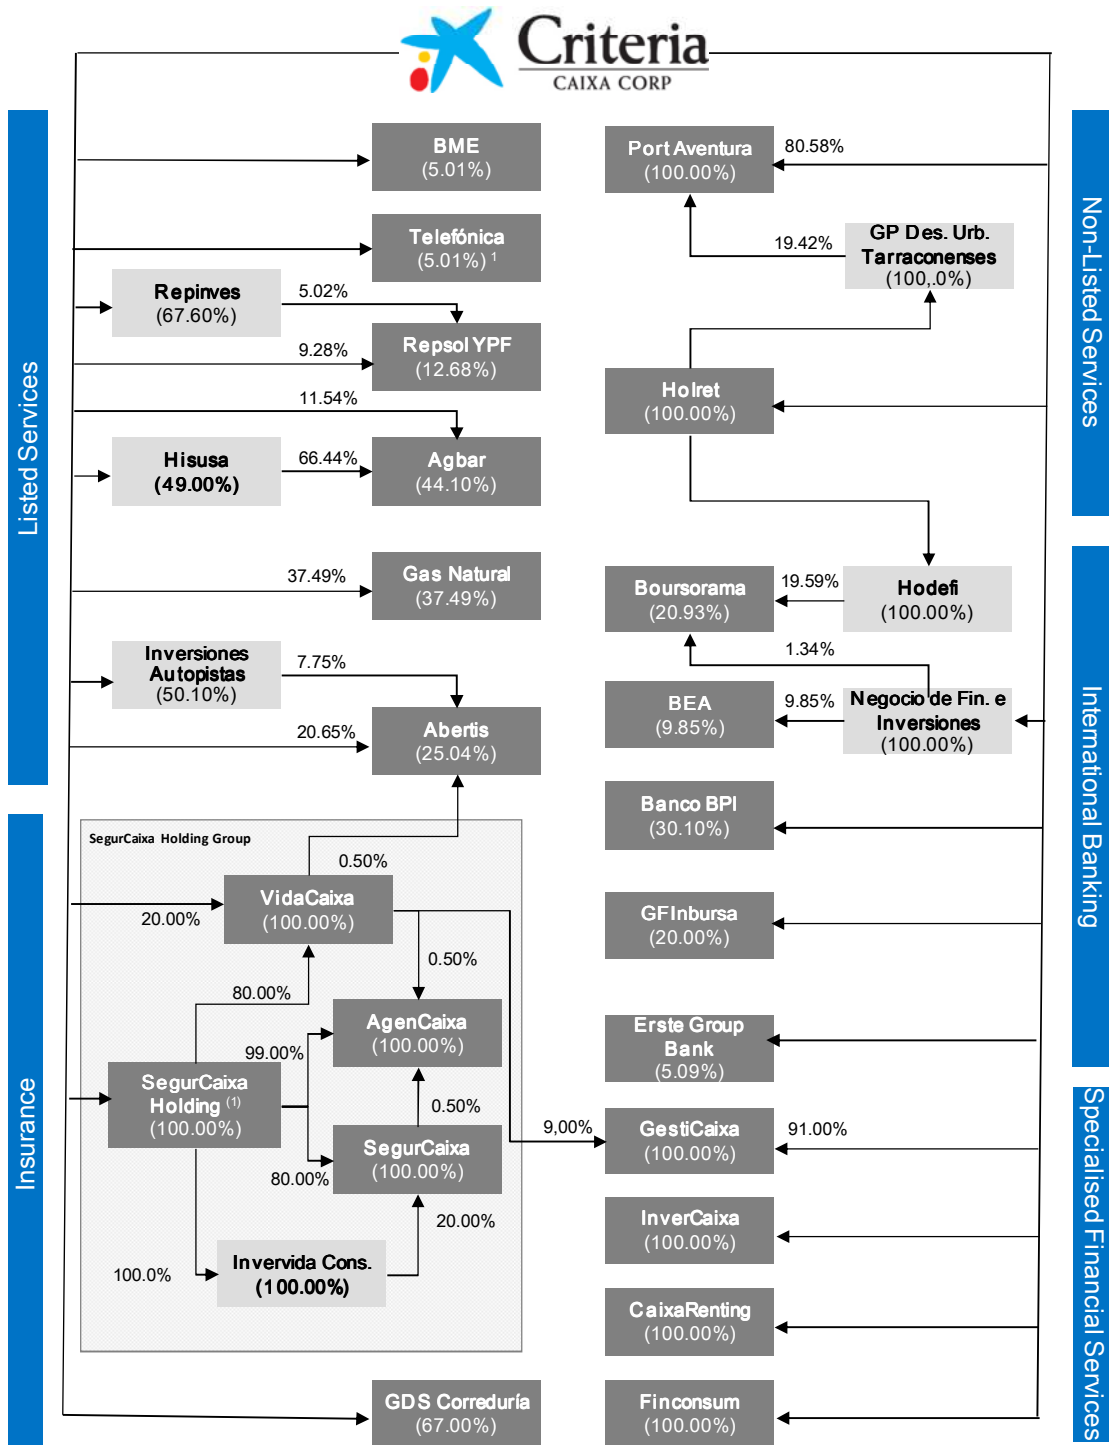 Criteria
CAIXA CORP
Listed Services
BME
(5.01%)
Telefónica
(5.01%) 1
Repinves
(67.60%)
5.02%
9.28%
Repsol YPF
(12.68%)
11.54%
Hisusa
(49.00%)
66.44%
Agbar
(44.10%)
37.49%
Gas Natural
(37.49%)
Inversiones
Autopistas
(50.10%)
7.75%
20.65%
Abertis
(25.04%)
Insurance
SegurCaixa Holding Group
0.50%
VidaCaixa
(100.00%)
20.00%
0.50%
80.00%
AgenCaixa
(100.00%)
99.00%
SegurCaixa
Holding (1)
(100.00%)
0.50%
SegurCaixa
(100.00%)
80.00%
20.00%
100.0%
Invervida Cons.
(100.00%)
9,00%
GDS Correduría
(67.00%)
Non-Listed Services
Port Aventura
(100.00%)
80.58%
19.42%
GP Des. Urb.
Tarraconenses
(100,.0%)
Holret
(100.00%)
International Banking
Boursorama
(20.93%)
19.59%
Hodefi
(100.00%)
1.34%
BEA
(9.85%)
9.85%
Negocio de Fin. e
Inversiones
(100.00%)
Banco BPI
(30.10%)
GFInbursa
(20.00%)
Erste Group
Bank
(5.09%)
Specialised Financial Services
GestiCaixa
(100.00%)
91.00%
InverCaixa
(100.00%)
CaixaRenting
(100.00%)
Finconsum
(100.00%)